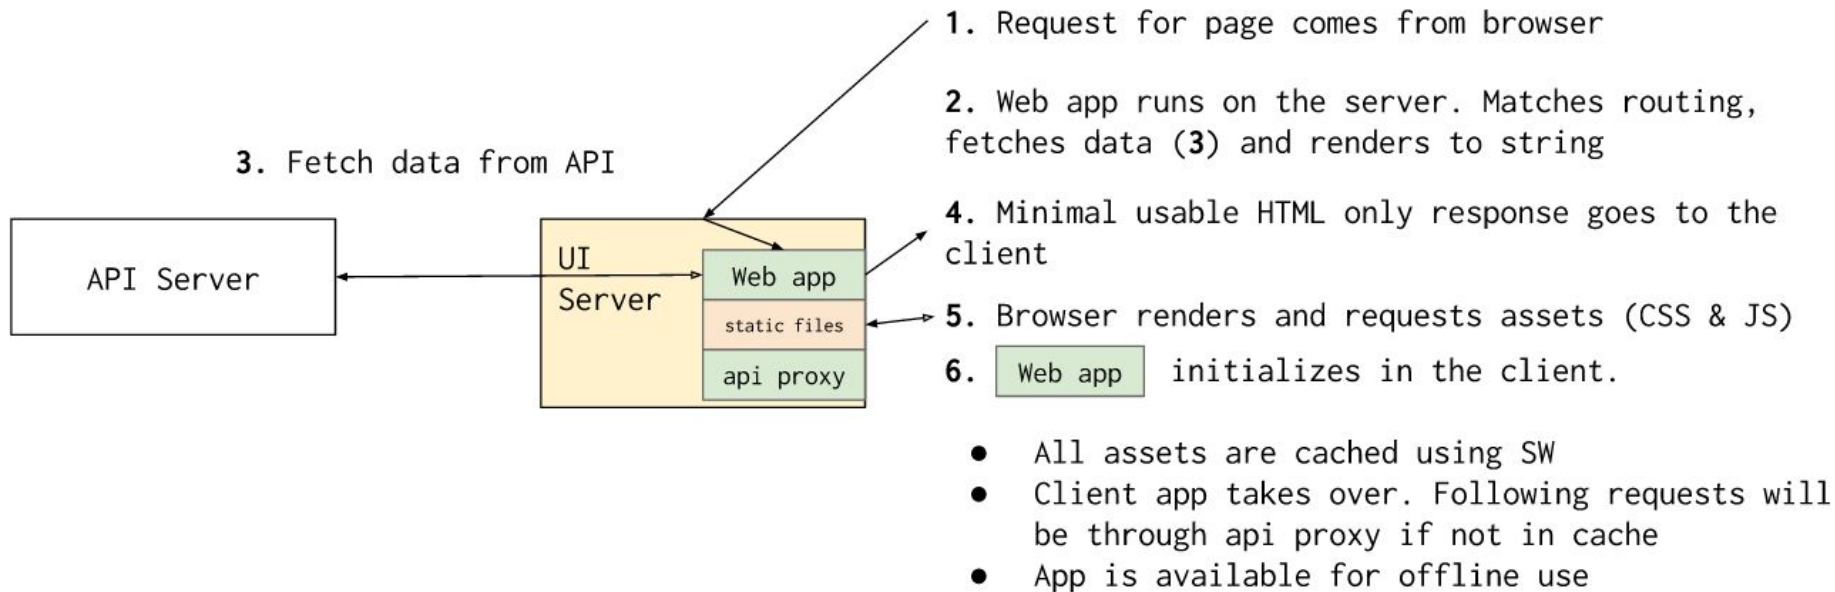 1. Request for page comes from browser
2. Web app runs on the server. Matches routing,
fetches data (3) and renders to string
3. Fetch data from API
API Server
UI
Server
Web app
static files
api proxy
4. Minimal usable HTML only response goes to the
client
5. Browser renders and requests assets (CSS & JS)
6. Web app initializes in the client.
● All assets are cached using SW
● Client app takes over. Following requests will
be through api proxy if not in cache
● App is available for offline use